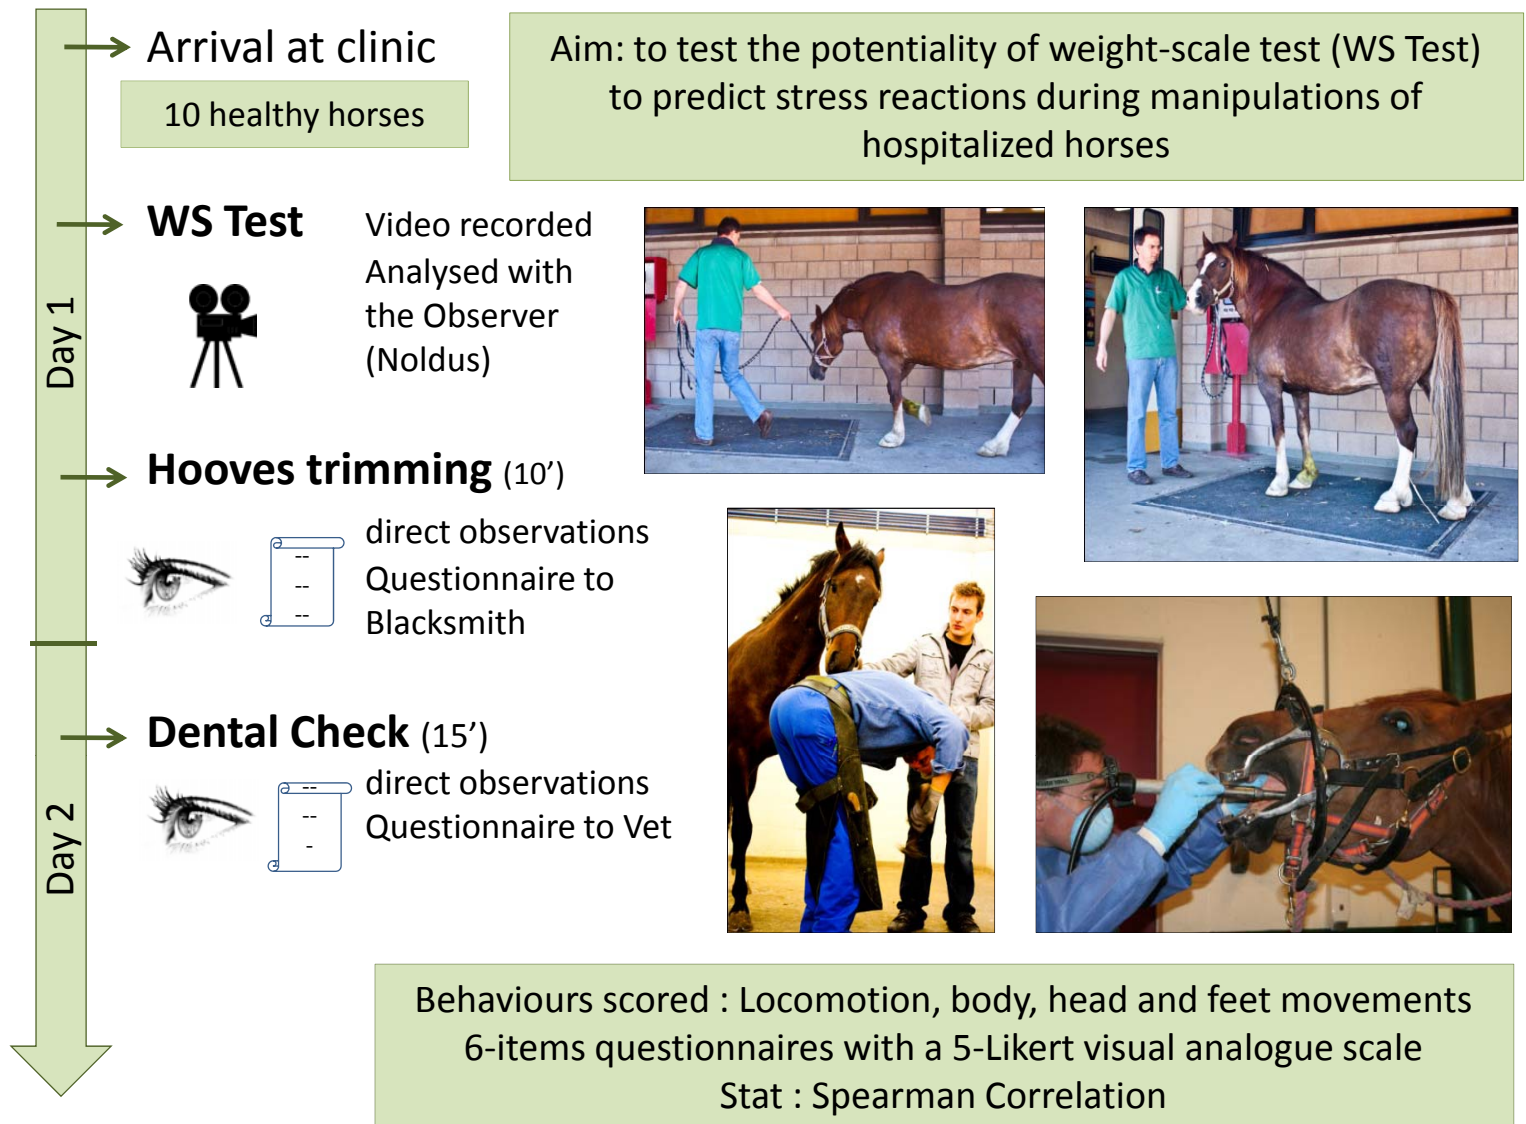 Arrival at clinic
10 healthy horses
Aim: to test the potentiality of weight-scale test (WS Test)
to predict stress reactions during manipulations of
hospitalized horses
Day 1
WS Test
Video recorded
Analysed with
the Observer
(Noldus)
Hooves trimming (10’)
--
--
--
direct observations
Questionnaire to
Blacksmith
Day 2
Dental Check (15’)
--
--
-
direct observations
Questionnaire to Vet
Behaviours scored : Locomotion, body, head and feet movements
6-items questionnaires with a 5-Likert visual analogue scale
Stat : Spearman Correlation